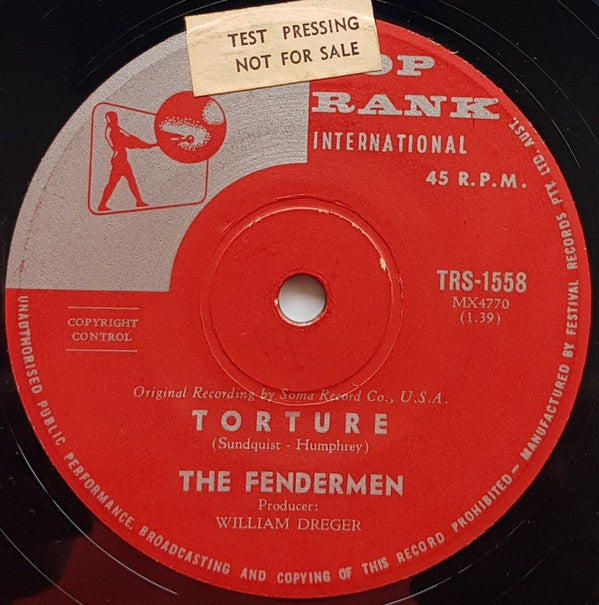 TEST PRESSING
NOT FOR SALE
OP
RANK
INTERNATIONAL
45 R.P.M.
TRS-1558
MX4770
(1.39)
COPYRIGHT
CONTROL
Original Recording by Soma Record Co., U.S.A.
TORTURE
(Sundquist - Humphrey)
THE FENDERMEN
Producer:
WILLIAM DREGER
UNAUTHORISED PUBLIC PERFORMANCE, BROADCASTING AND COPYING OF THIS RECORD PROHIBITED — MANUFACTURED BY FESTIVAL RECORDS PTY. LTD. AUST.